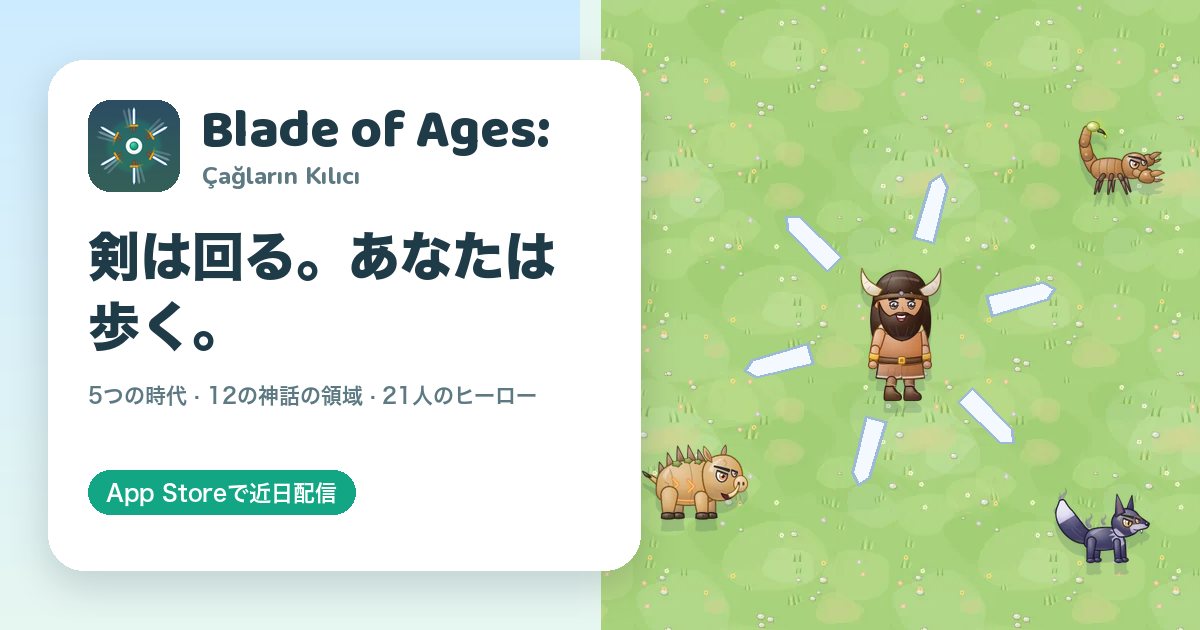 Blade of Ages:
Çağların Kılıcı
剣は回る。あなたは
歩く。
5つの時代 · 12の神話の領域 · 21人のヒーロー
App Storeで近日配信